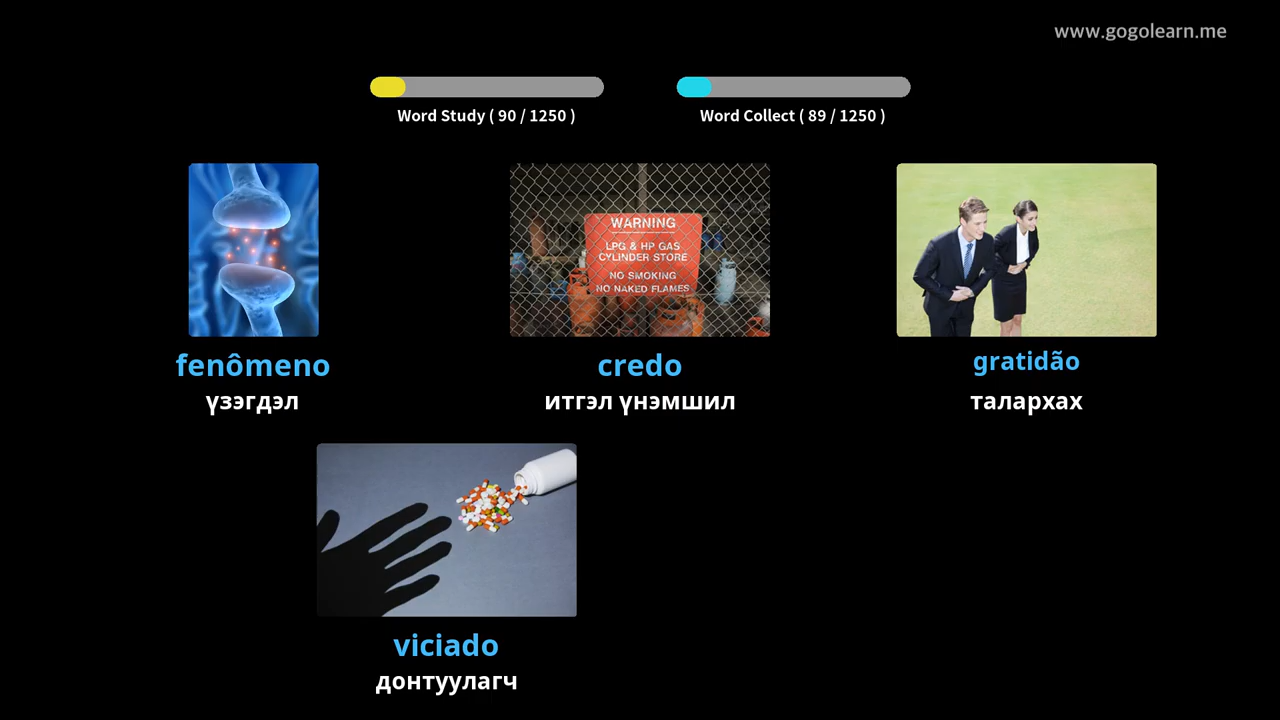 www.gogolearn.me
Word Study ( 90 / 1250 )
Word Collect ( 89 / 1250 )
WARNING
LPG & HP GAS
CYLINDER STORE
NO SMOKING
NO NAKED FLAMES
fenômeno
үзэгдэл
credo
итгэл үнэмшил
gratidão
талархах
viciado
донтуулагч